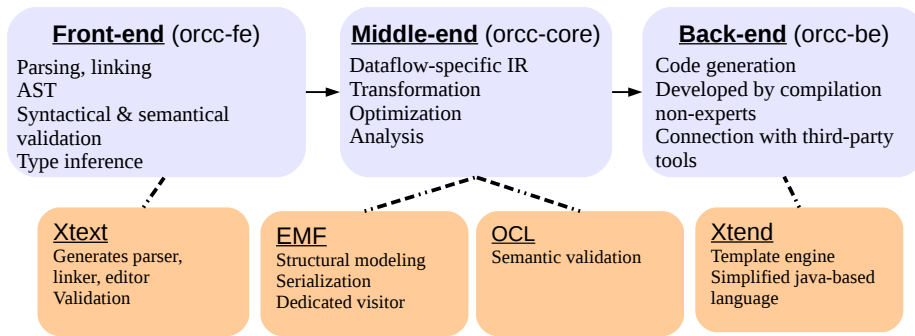 Front-end (orcc-fe)
Parsing, linking
AST
Syntactical & semantical
validation
Type inference
Middle-end (orcc-core)
Dataflow-specific IR
Transformation
Optimization
Analysis
Back-end (orcc-be)
Code generation
Developed by compilation
non-experts
Connection with third-party
tools
Xtext
Generates parser,
linker, editor
Validation
EMF
Structural modeling
Serialization
Dedicated visitor
OCL
Semantic validation
Xtend
Template engine
Simplified java-based
language